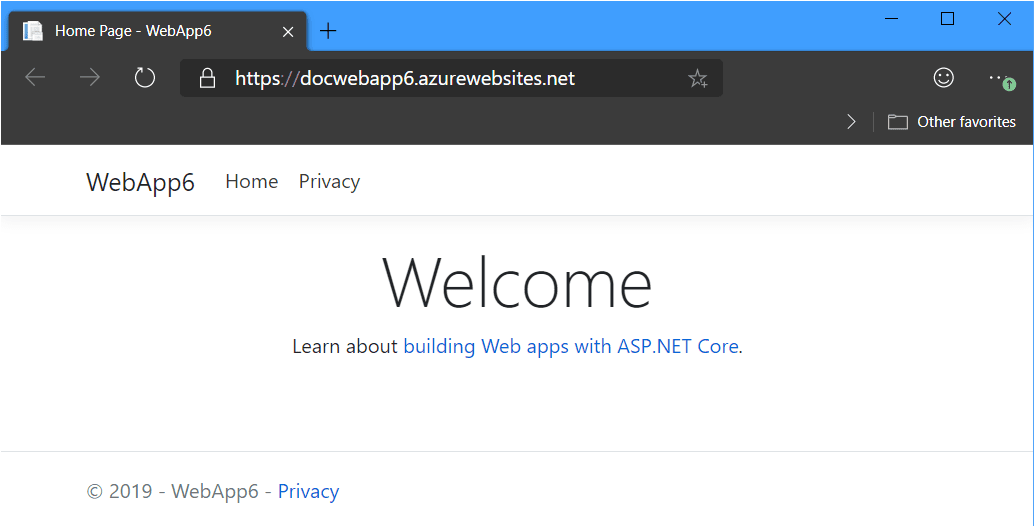 Home Page - WebApp6
https://docwebapp6.azurewebsites.net
Other favorites
WebApp6 Home Privacy
Welcome
Learn about building Web apps with ASP.NET Core.
© 2019 - WebApp6 - Privacy